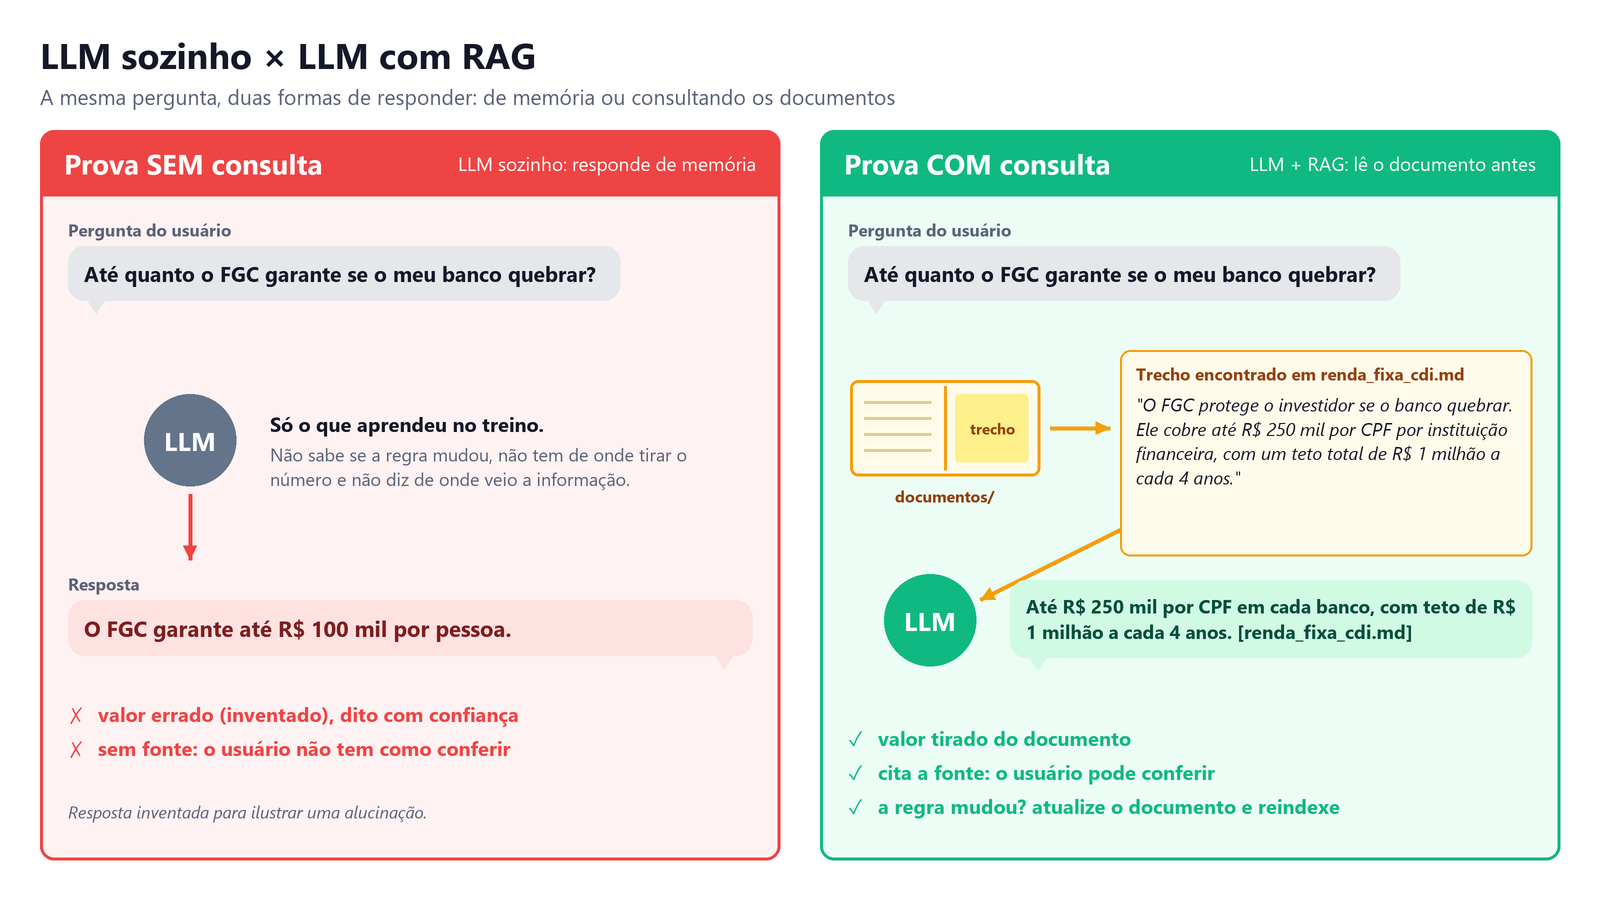 LLM sozinho × LLM com RAG
A mesma pergunta, duas formas de responder: de memória ou consultando os documentos
Prova SEM consulta
LLM sozinho: responde de memória
Pergunta do usuário
Até quanto o FGC garante se o meu banco quebrar?
LLM
Só o que aprendeu no treino.
Não sabe se a regra mudou, não tem de onde tirar o
número e não diz de onde veio a informação.
Resposta
O FGC garante até R$ 100 mil por pessoa.
✗ valor errado (inventado), dito com confiança
✗ sem fonte: o usuário não tem como conferir
Resposta inventada para ilustrar uma alucinação.
Prova COM consulta
LLM + RAG: lê o documento antes
Pergunta do usuário
Até quanto o FGC garante se o meu banco quebrar?
trecho
documentos/
Trecho encontrado em renda_fixa_cdi.md
"O FGC protege o investidor se o banco quebrar.
Ele cobre até R$ 250 mil por CPF por instituição
financeira, com um teto total de R$ 1 milhão a
cada 4 anos."
LLM
Até R$ 250 mil por CPF em cada banco, com teto de R$
1 milhão a cada 4 anos. [renda_fixa_cdi.md]
✓ valor tirado do documento
✓ cita a fonte: o usuário pode conferir
✓ a regra mudou? atualize o documento e reindexe